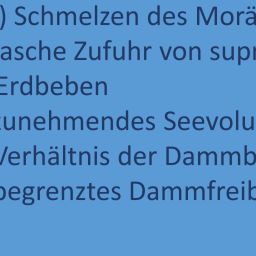 ) Schmelzen des Morä
asche Zufuhr von supr
Erdbeben
zunehmendes Seevolu
Verhältnis der Dammb
begrenztes Dammfreib